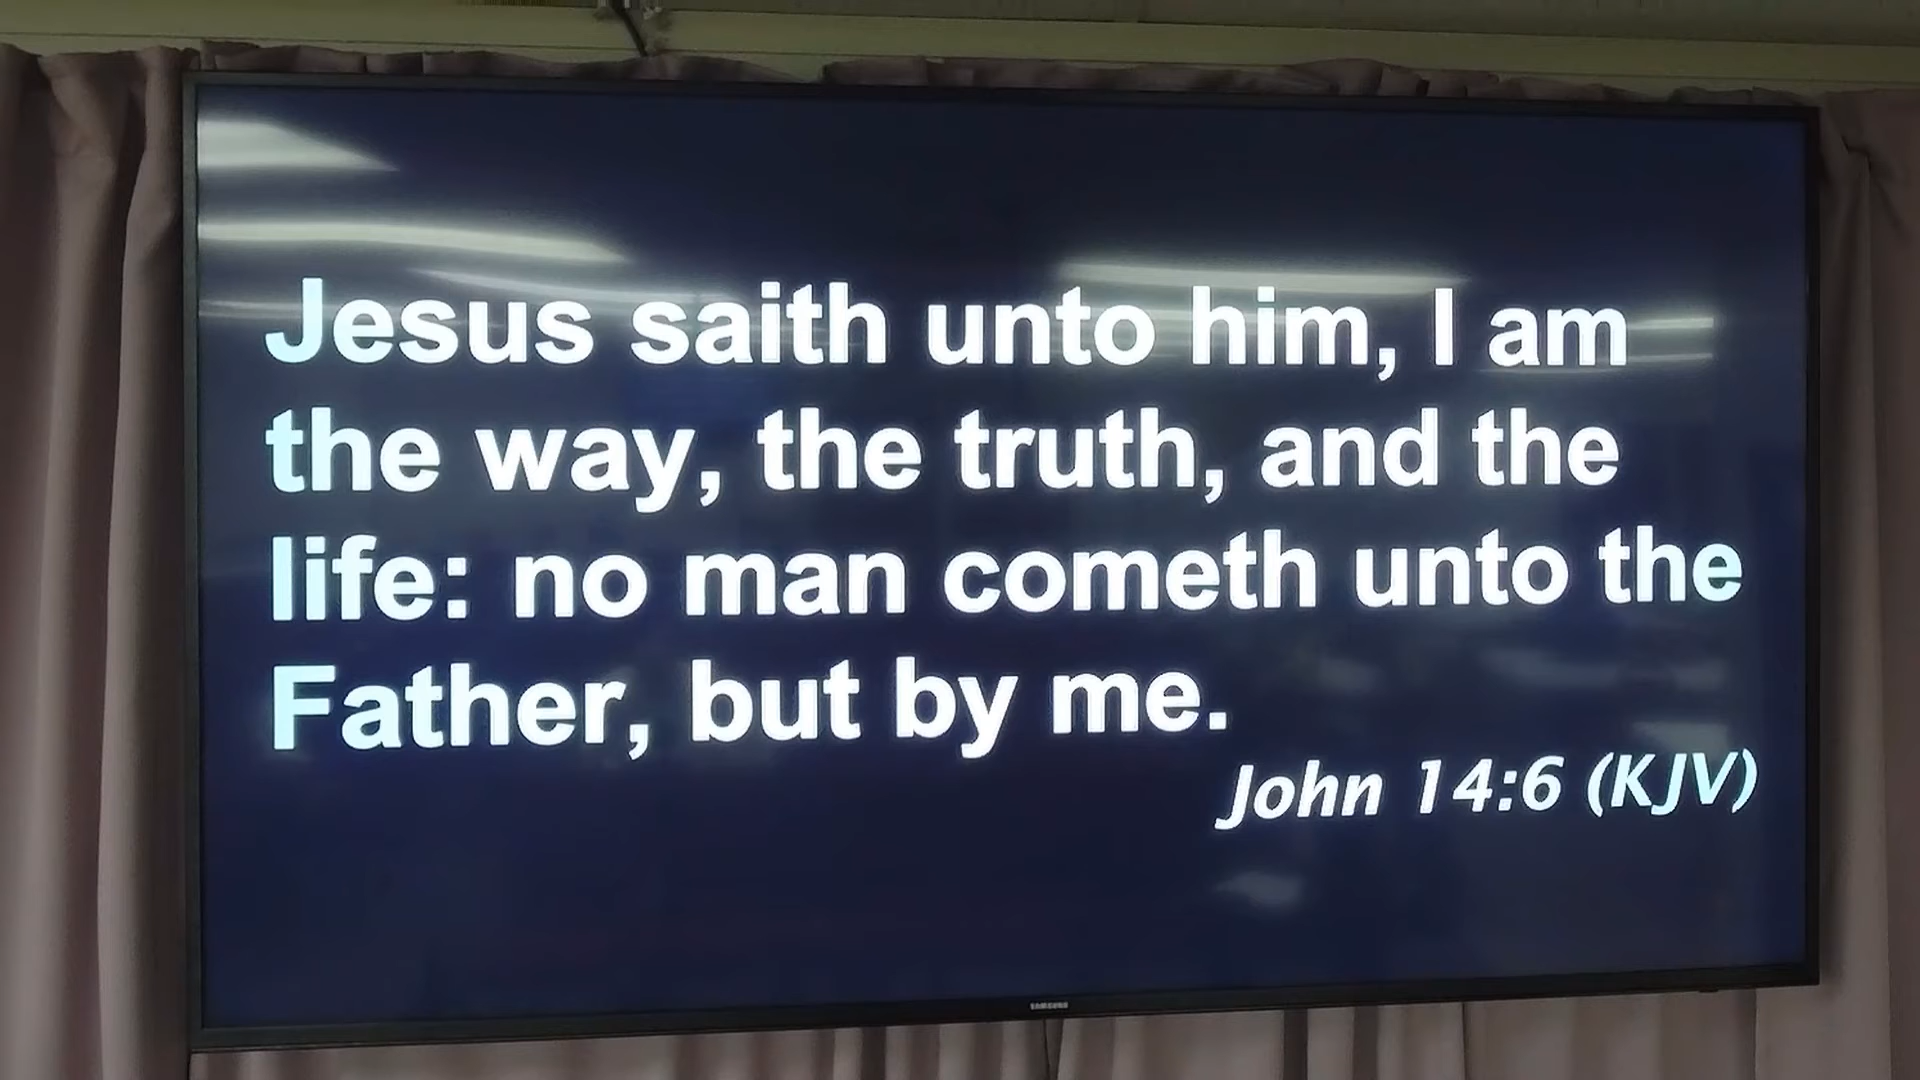 Jesus saith unto him, I am
the way, the truth, and the
life: no man cometh unto the
Father, but by me.
John 14:6 (KJV)
SAMSUNG